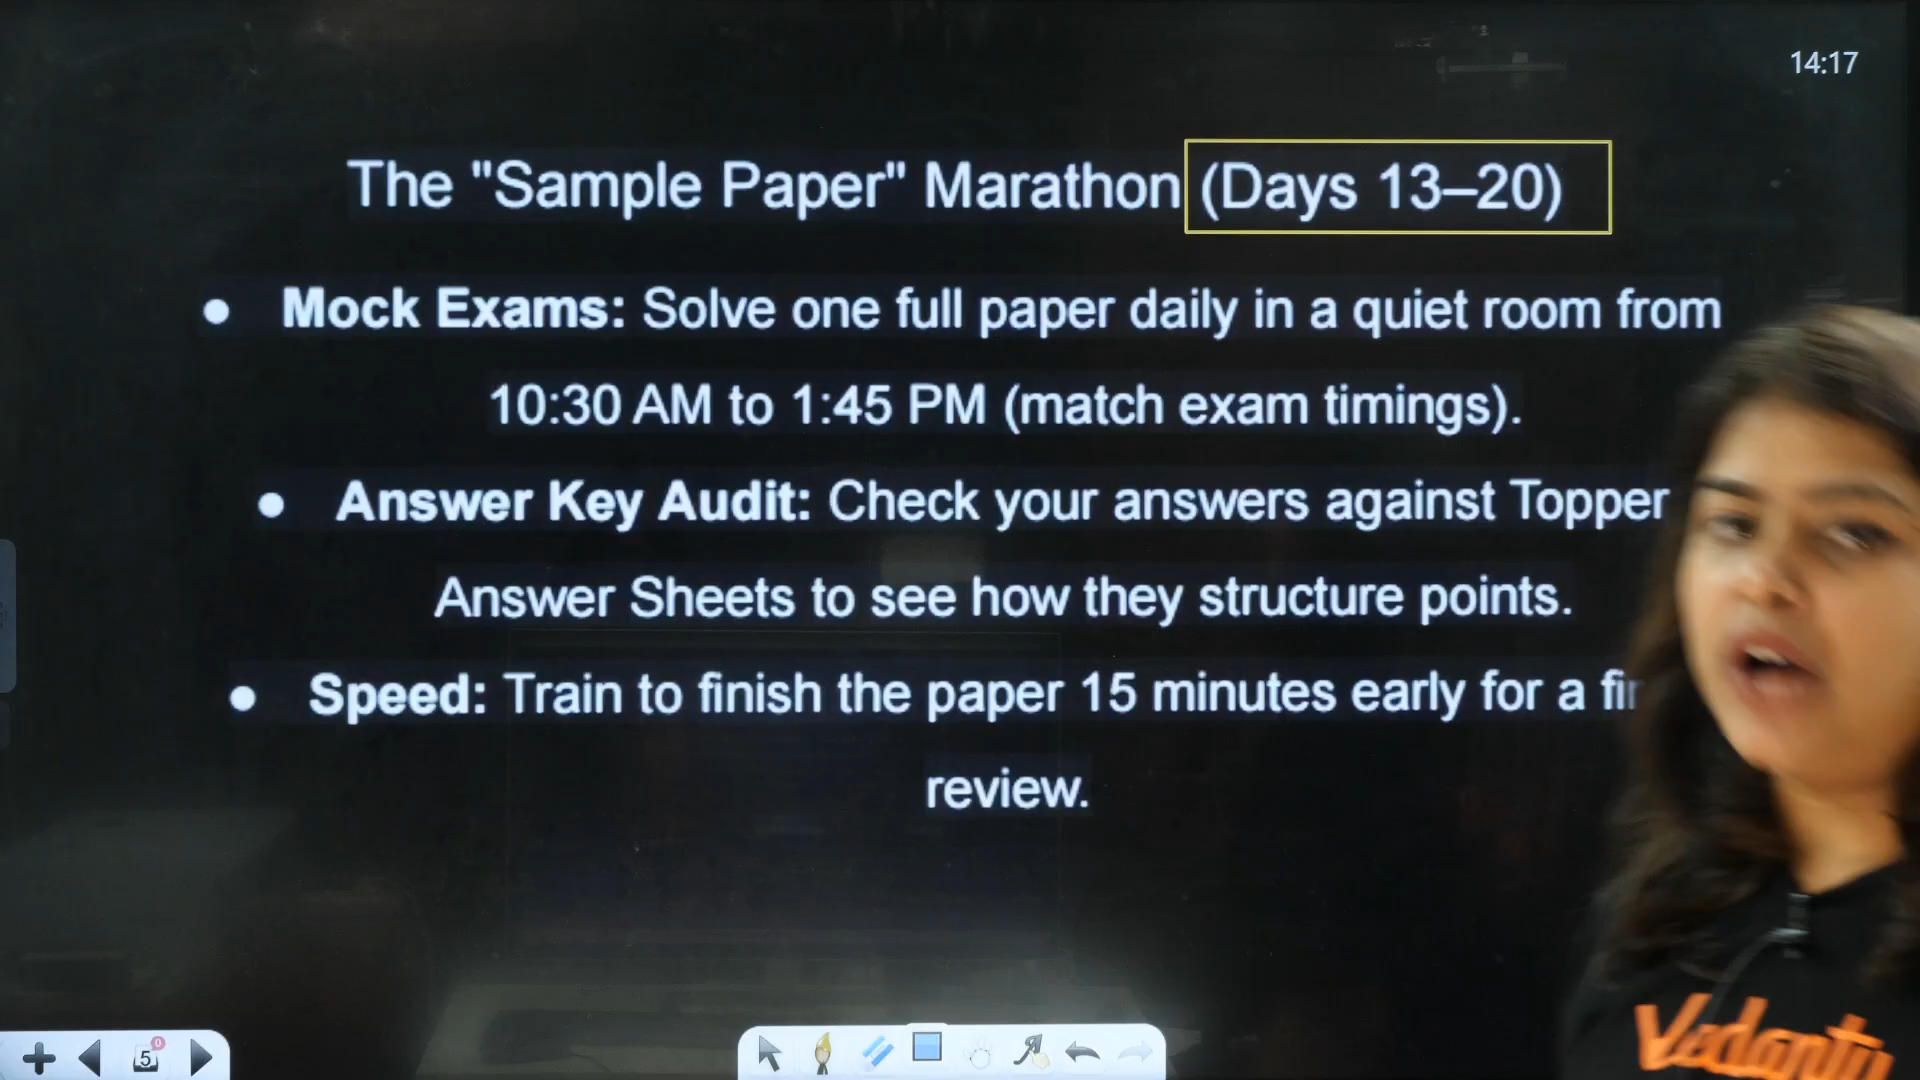 14:17
The "Sample Paper" Marathon (Days 13–20)
● Mock Exams: Solve one full paper daily in a quiet room from
10:30 AM to 1:45 PM (match exam timings).
● Answer Key Audit: Check your answers against Topper
Answer Sheets to see how they structure points.
● Speed: Train to finish the paper 15 minutes early for a
review.
Vedantu
5
0